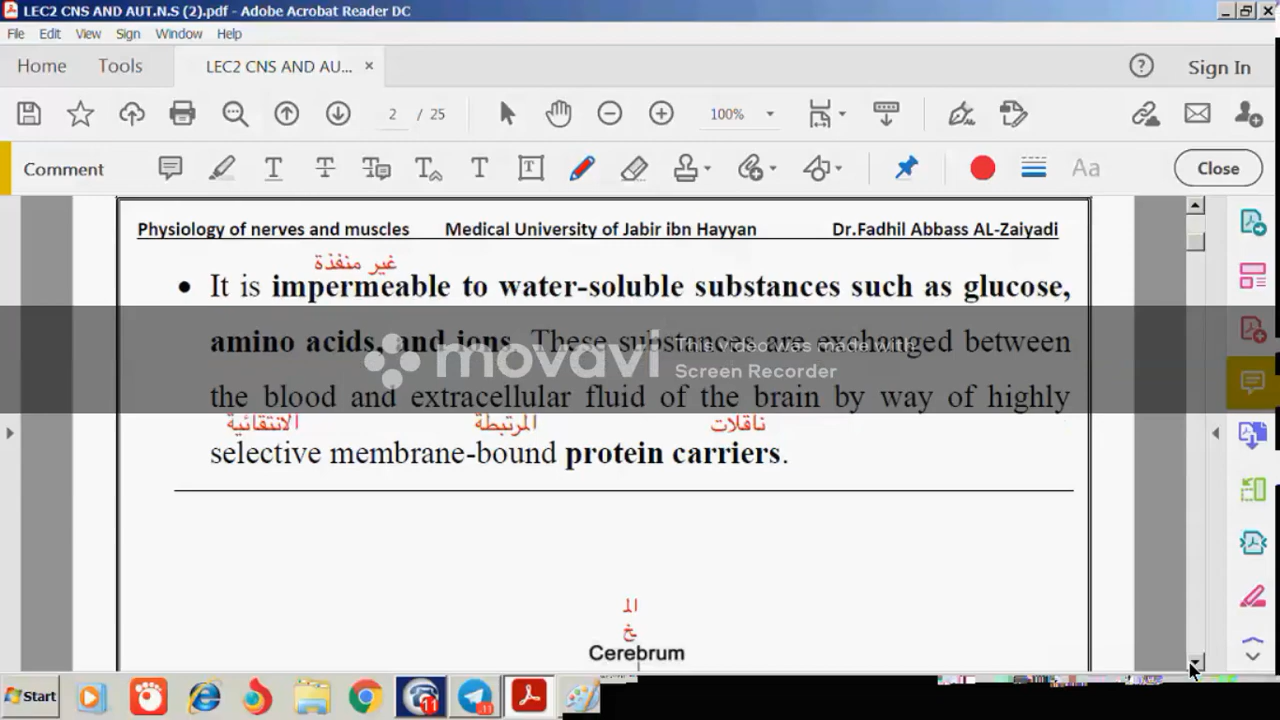 LEC2 CNS AND AUT.N.S (2).pdf - Adobe Acrobat Reader DC
File Edit View Sign Window Help
Home Tools LEC2 CNS AND AU... × Sign In
2 / 25 100%
Comment Aa Close
Physiology of nerves and muscles Medical University of Jabir ibn Hayyan Dr.Fadhil Abbass AL-Zaiyadi
غير منفذة
• It is impermeable to water-soluble substances such as glucose,
amino acids, and ions. These substances are exchanged between
movavi This video was made with
Screen Recorder
the blood and extracellular fluid of the brain by way of highly
الانتقائية المرتبطة ناقلات
selective membrane-bound protein carriers.
الم
خ
Cerebrum
Start 11